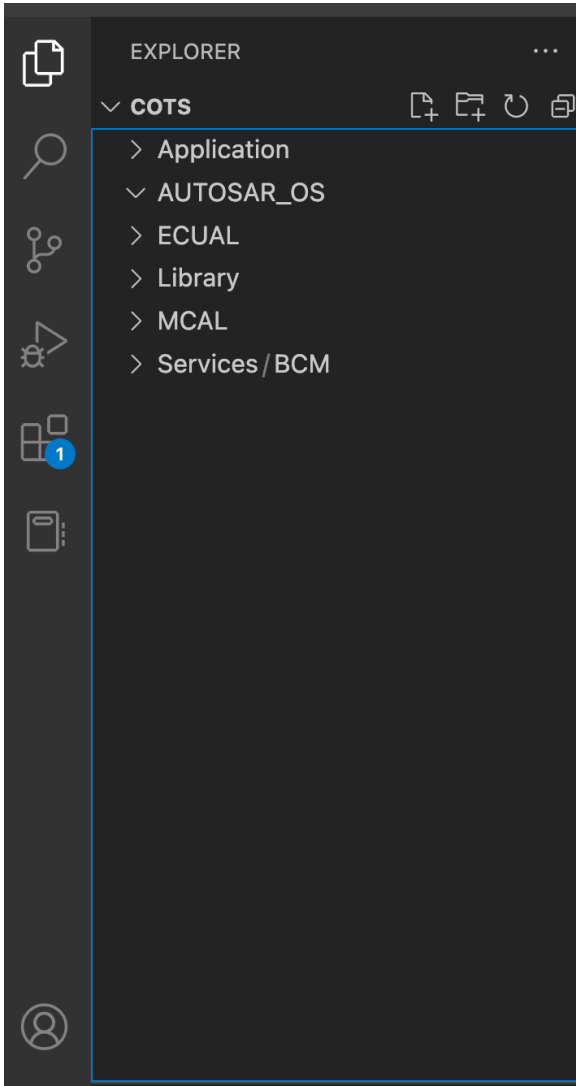 EXPLORER
COTS
Application
AUTOSAR_OS
ECUAL
Library
MCAL
Services/BCM
1